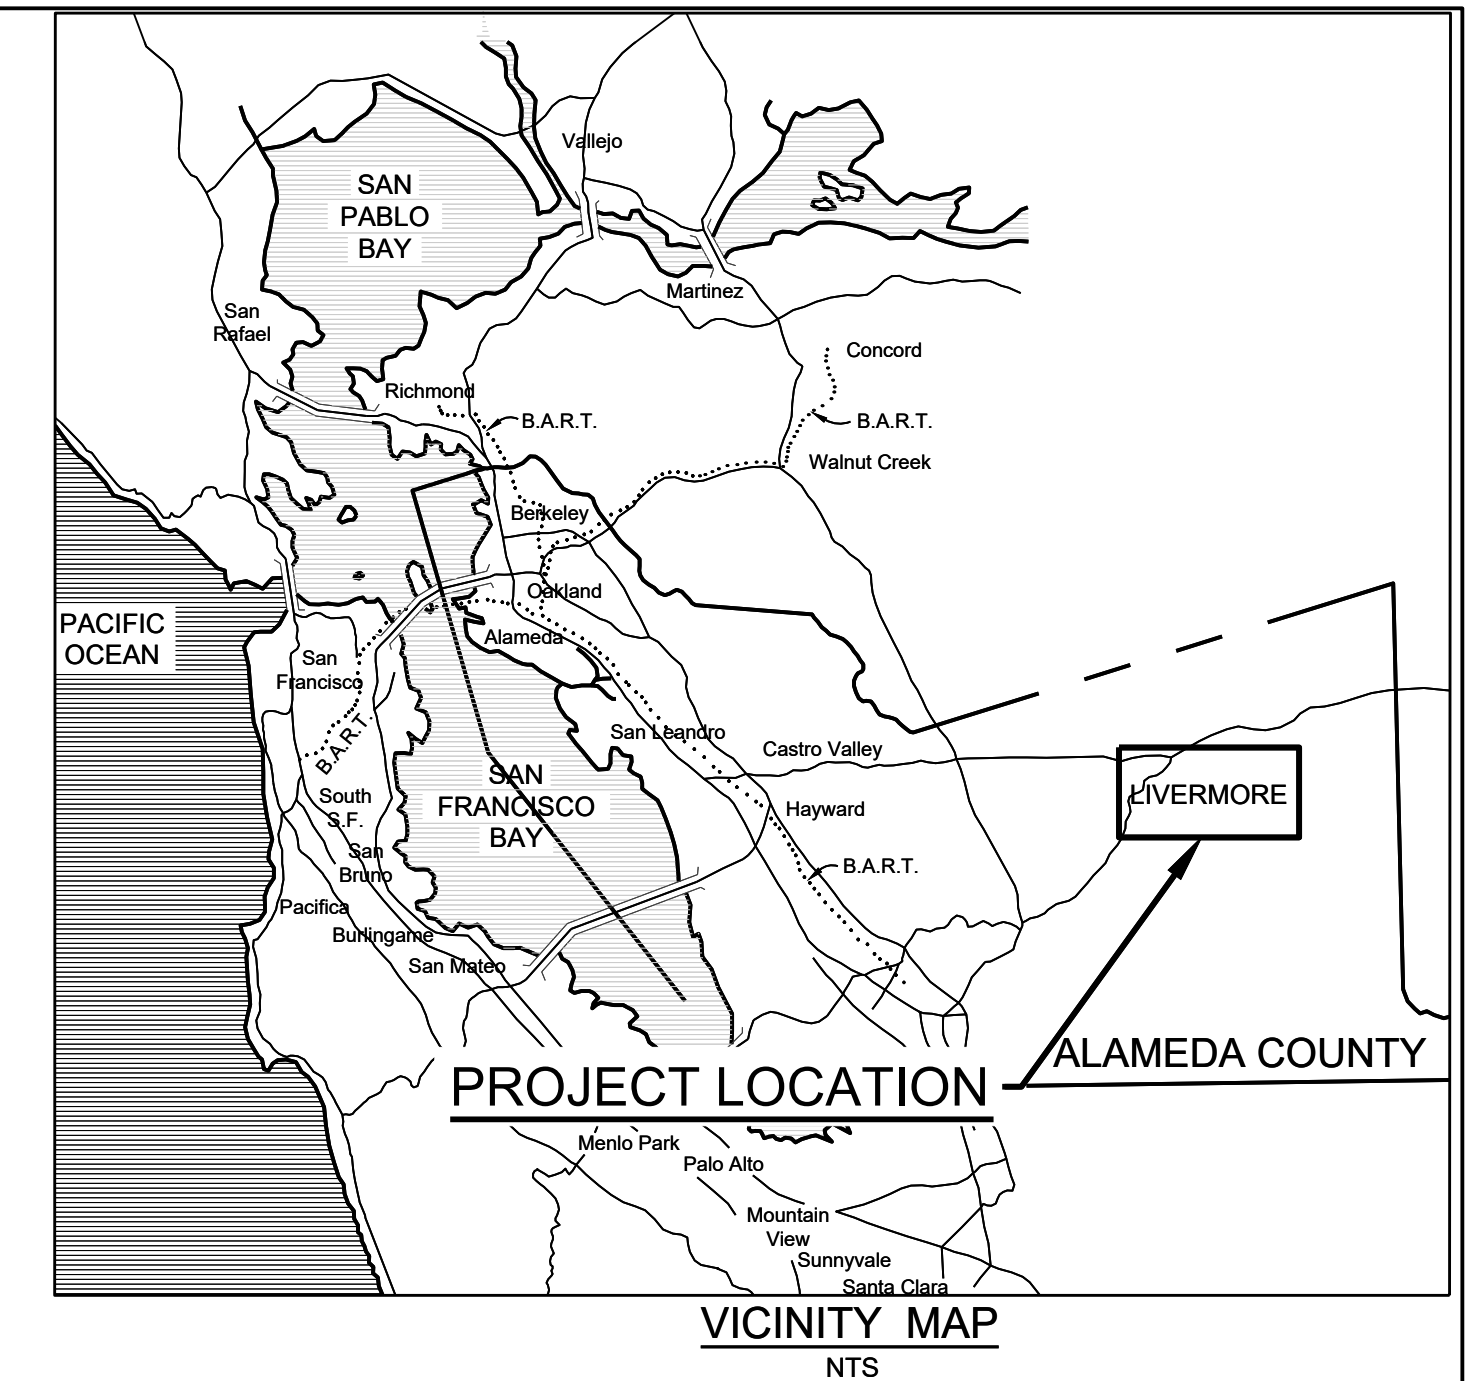 Vallejo
SAN
PABLO
BAY
Martinez
San
Rafael
Concord
Richmond
B.A.R.T.
B.A.R.T.
Walnut Creek
Berkeley
Oakland
PACIFIC
OCEAN
Alameda
San
Francisco
B.A.R.T.
San Leandro
Castro Valley
SAN
FRANCISCO
BAY
LIVERMORE
South
S.F.
Hayward
San
Bruno
B.A.R.T.
Pacifica
Burlingame
San Mateo
ALAMEDA COUNTY
PROJECT LOCATION
Menlo Park
Palo Alto
Mountain
View
Sunnyvale
Santa Clara
VICINITY MAP
NTS